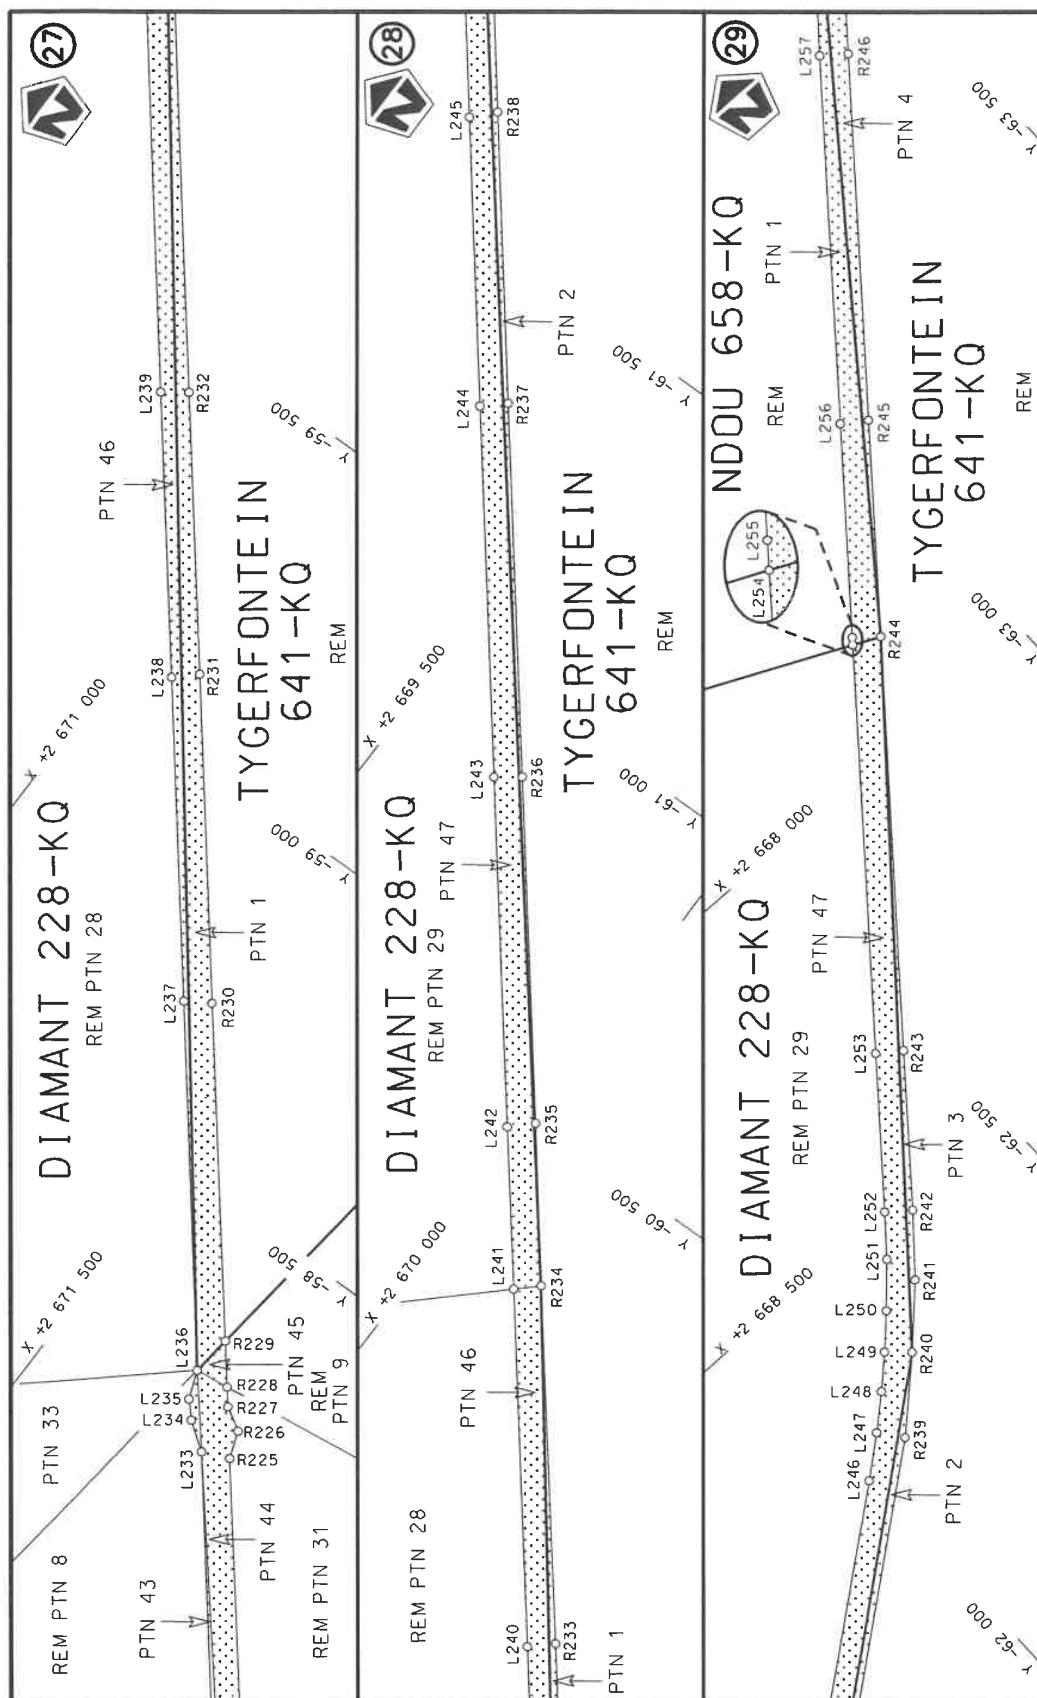 27
N
X +2 671 500
X +2 671 000
DIAMANT 228-KQ
REM PTN 28
REM PTN 8
PTN 33
PTN 43
PTN 46
L233
L234
L235
L236
L237
L238
L239
R225
R226
R227
R228
R229
R230
R231
R232
PTN 44
PTN 45
REM
PTN 9
REM PTN 31
PTN 1
TYGERFONTEIN
641-KQ
REM
Y -58 500
Y -59 000
Y -59 500
28
N
X +2 670 000
X +2 669 500
DIAMANT 228-KQ
REM PTN 29
REM PTN 28
PTN 46
PTN 47
L240
L241
L242
L243
L244
L245
R233
R234
R235
R236
R237
R238
PTN 1
PTN 2
TYGERFONTEIN
641-KQ
REM
Y -60 500
Y -61 000
Y -61 500
29
N
X +2 668 500
X +2 668 000
DIAMANT 228-KQ
REM PTN 29
PTN 47
NDOU 658-KQ
REM
PTN 1
L254
L255
L246
L247
L248
L249
L250
L251
L252
L253
L256
L257
R239
R240
R241
R242
R243
R244
R245
R246
PTN 2
PTN 3
PTN 4
TYGERFONTEIN
641-KQ
REM
Y -62 000
Y -62 500
Y -63 000
Y -63 500